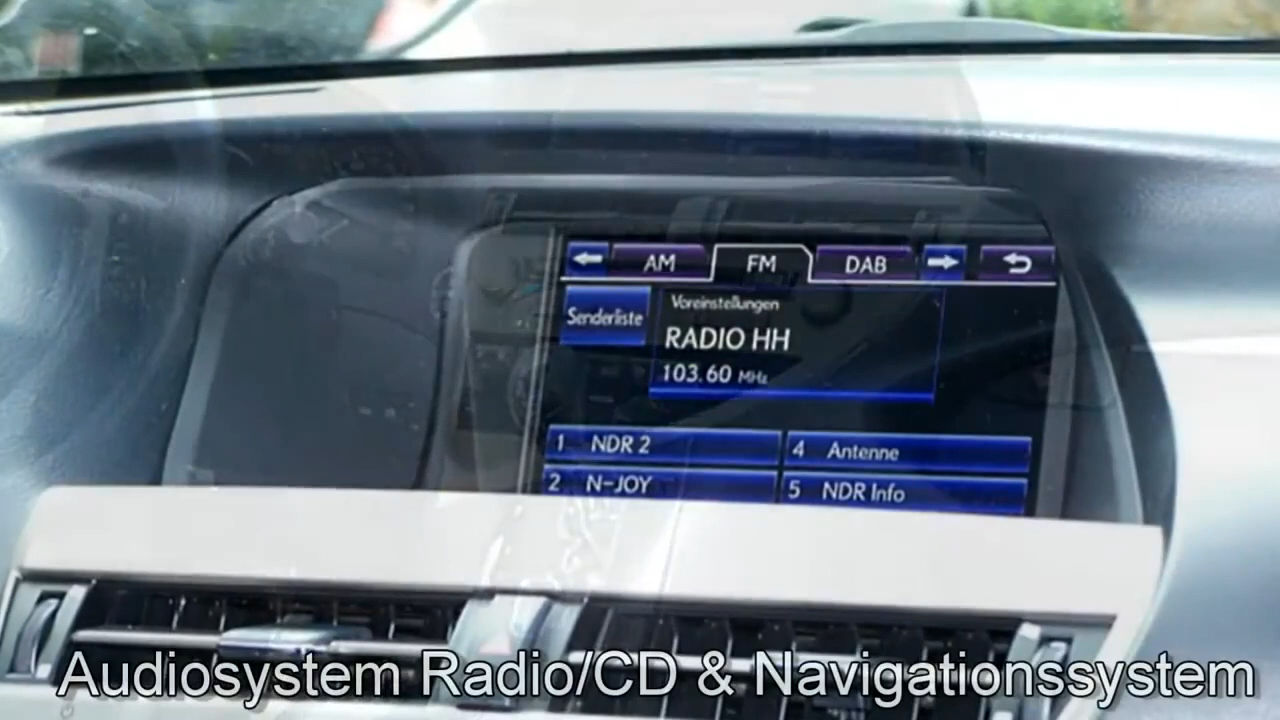 AM FM DAB
Senderliste
Voreinstellungen
RADIO HH
103.60 MHz
1 NDR 2
4 Antenne
2 N-JOY
5 NDR Info
Audiosystem Radio/CD & Navigationssystem